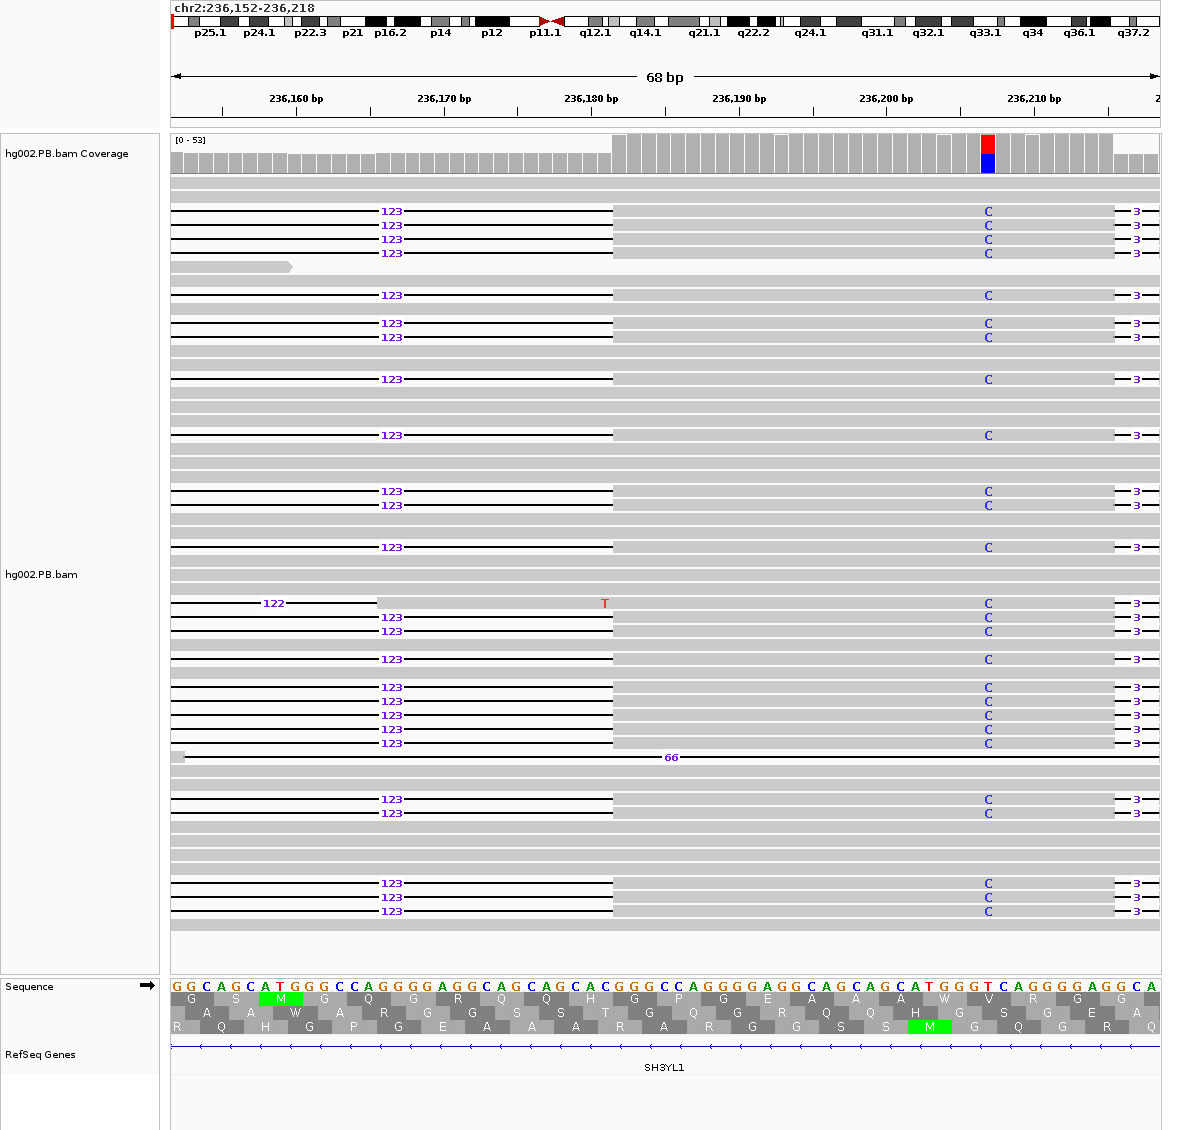 chr2:236,152-236,218
p25.1 p24.1 p22.3 p21 p16.2 p14 p12 p11.1 q12.1 q14.1 q21.1 q22.2 q24.1 q31.1 q32.1 q33.1 q34 q36.1 q37.2
68 bp
236,160 bp 236,170 bp 236,180 bp 236,190 bp 236,200 bp 236,210 bp 2
[0 - 53]
hg002.PB.bam Coverage
123 C 3
123 C 3
123 C 3
123 C 3
123 C 3
123 C 3
123 C 3
123 C 3
123 C 3
123 C 3
123 C 3
123 C 3
hg002.PB.bam
122 T C 3
123 C 3
123 C 3
123 C 3
123 C 3
123 C 3
123 C 3
123 C 3
123 C 3
66
123 C 3
123 C 3
123 C 3
123 C 3
123 C 3
Sequence G G C A G C A T G G G C C A G G G G A G G C A G C A G C A C G G G C C A G G G G A G G C A G C A G C A T G G G T C A G G G G A G G C A
G S M G Q G R Q Q H G P G E A A A W V R G G
A A W A R G G S S T G Q G R Q Q H G S G E A
R Q H G P G E A A A R A R G G S S M G Q G R Q
RefSeq Genes
SH3YL1